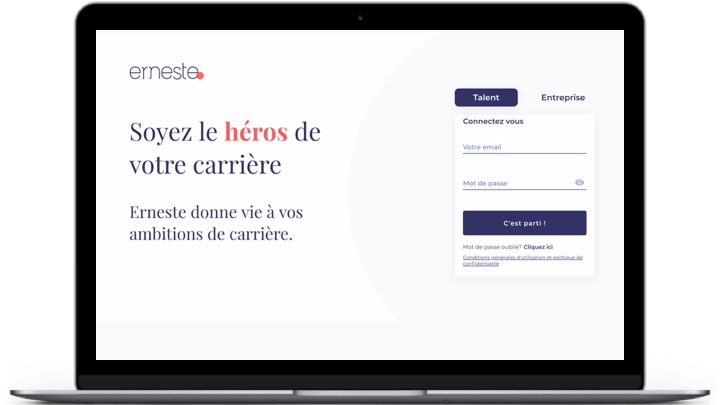 erneste
Talent
Entreprise
Soyez le héros de
votre carrière
Erneste donne vie à vos
ambitions de carrière.
Connectez vous
Votre email
Mot de passe
C'est parti !
Mot de passe oublié? Cliquez ici
Conditions générales d'utilisation et politique de
confidentialité